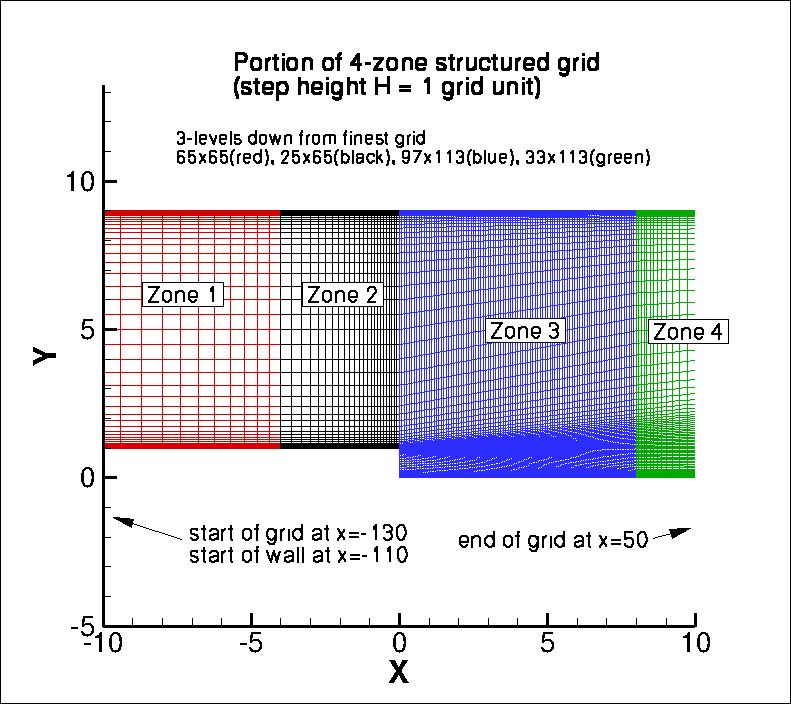 Portion of 4-zone structured grid
(step height H = 1 grid unit)
3-levels down from finest grid
65x65(red), 25x65(black), 97x113(blue), 33x113(green)
10
Zone 1
Zone 2
Zone 3
Zone 4
5
Y
0
start of grid at x=-130
start of wall at x=-110
end of grid at x=50
-5
-10
-5
0
5
10
X